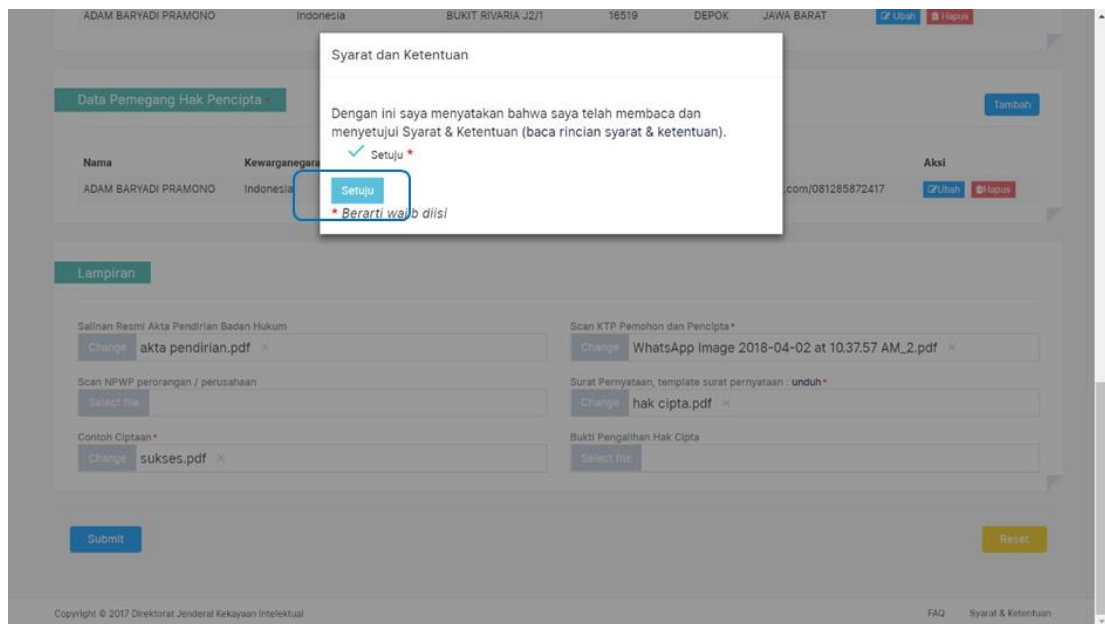 ADAM BARYADI PRAMONO Indonesia BUKIT RIVARIA J2/1 16519 DEPOK JAWA BARAT Ubah Hapus
Syarat dan Ketentuan
Data Pemegang Hak Pencipta *
Tambah
Dengan ini saya menyatakan bahwa saya telah membaca dan
menyetujui Syarat & Ketentuan (baca rincian syarat & ketentuan).
Setuju *
Nama Kewarganegara Aksi
ADAM BARYADI PRAMONO Indonesia Setuju .com/081285872417 Ubah Hapus
* Berarti wajib diisi
Lampiran
Salinan Resmi Akta Pendirian Badan Hukum
Change akta pendirian.pdf ×
Scan KTP Pemohon dan Pencipta *
Change WhatsApp Image 2018-04-02 at 10.37.57 AM_2.pdf ×
Scan NPWP perorangan / perusahaan
Select file
Surat Pernyataan, template surat pernyataan : unduh *
Change hak cipta.pdf ×
Contoh Ciptaan *
Change sukses.pdf ×
Bukti Pengalihan Hak Cipta
Select file
Submit Reset
Copyright © 2017 Direktorat Jenderal Kekayaan Intelektual FAQ Syarat & Ketentuan